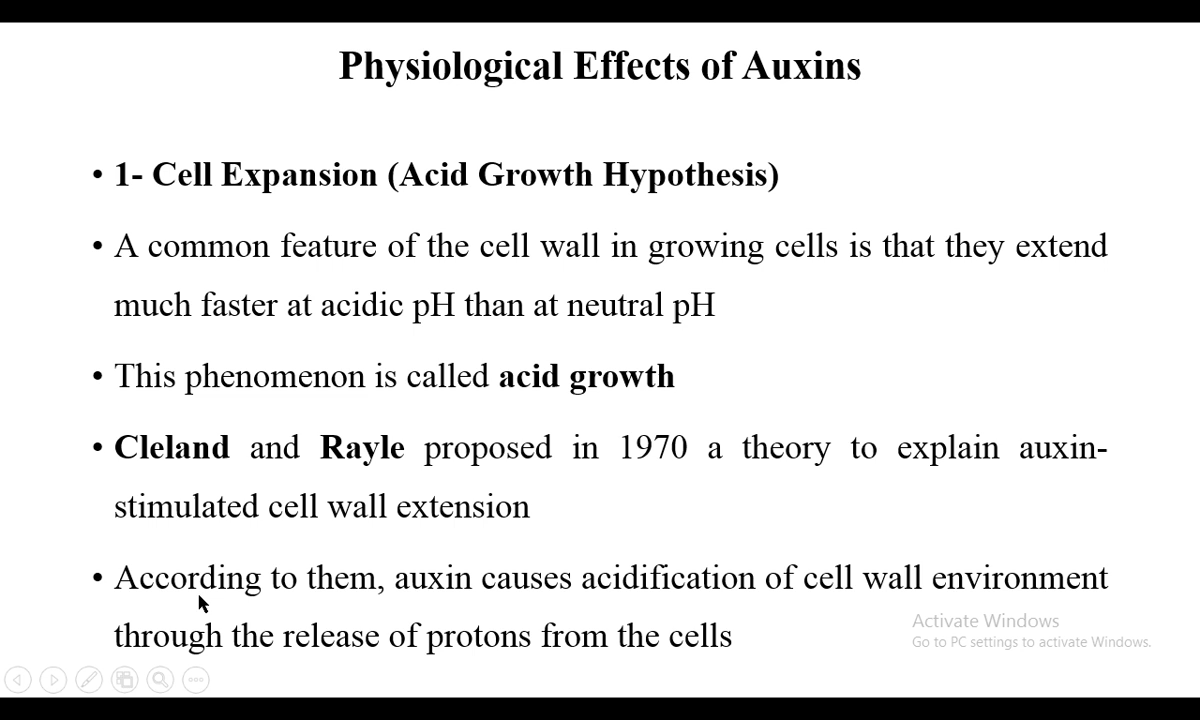 Physiological Effects of Auxins
• 1- Cell Expansion (Acid Growth Hypothesis)
• A common feature of the cell wall in growing cells is that they extend
much faster at acidic pH than at neutral pH
• This phenomenon is called acid growth
• Cleland and Rayle proposed in 1970 a theory to explain auxin-
stimulated cell wall extension
• According to them, auxin causes acidification of cell wall environment
through the release of protons from the cells
Activate Windows
Go to PC settings to activate Windows.